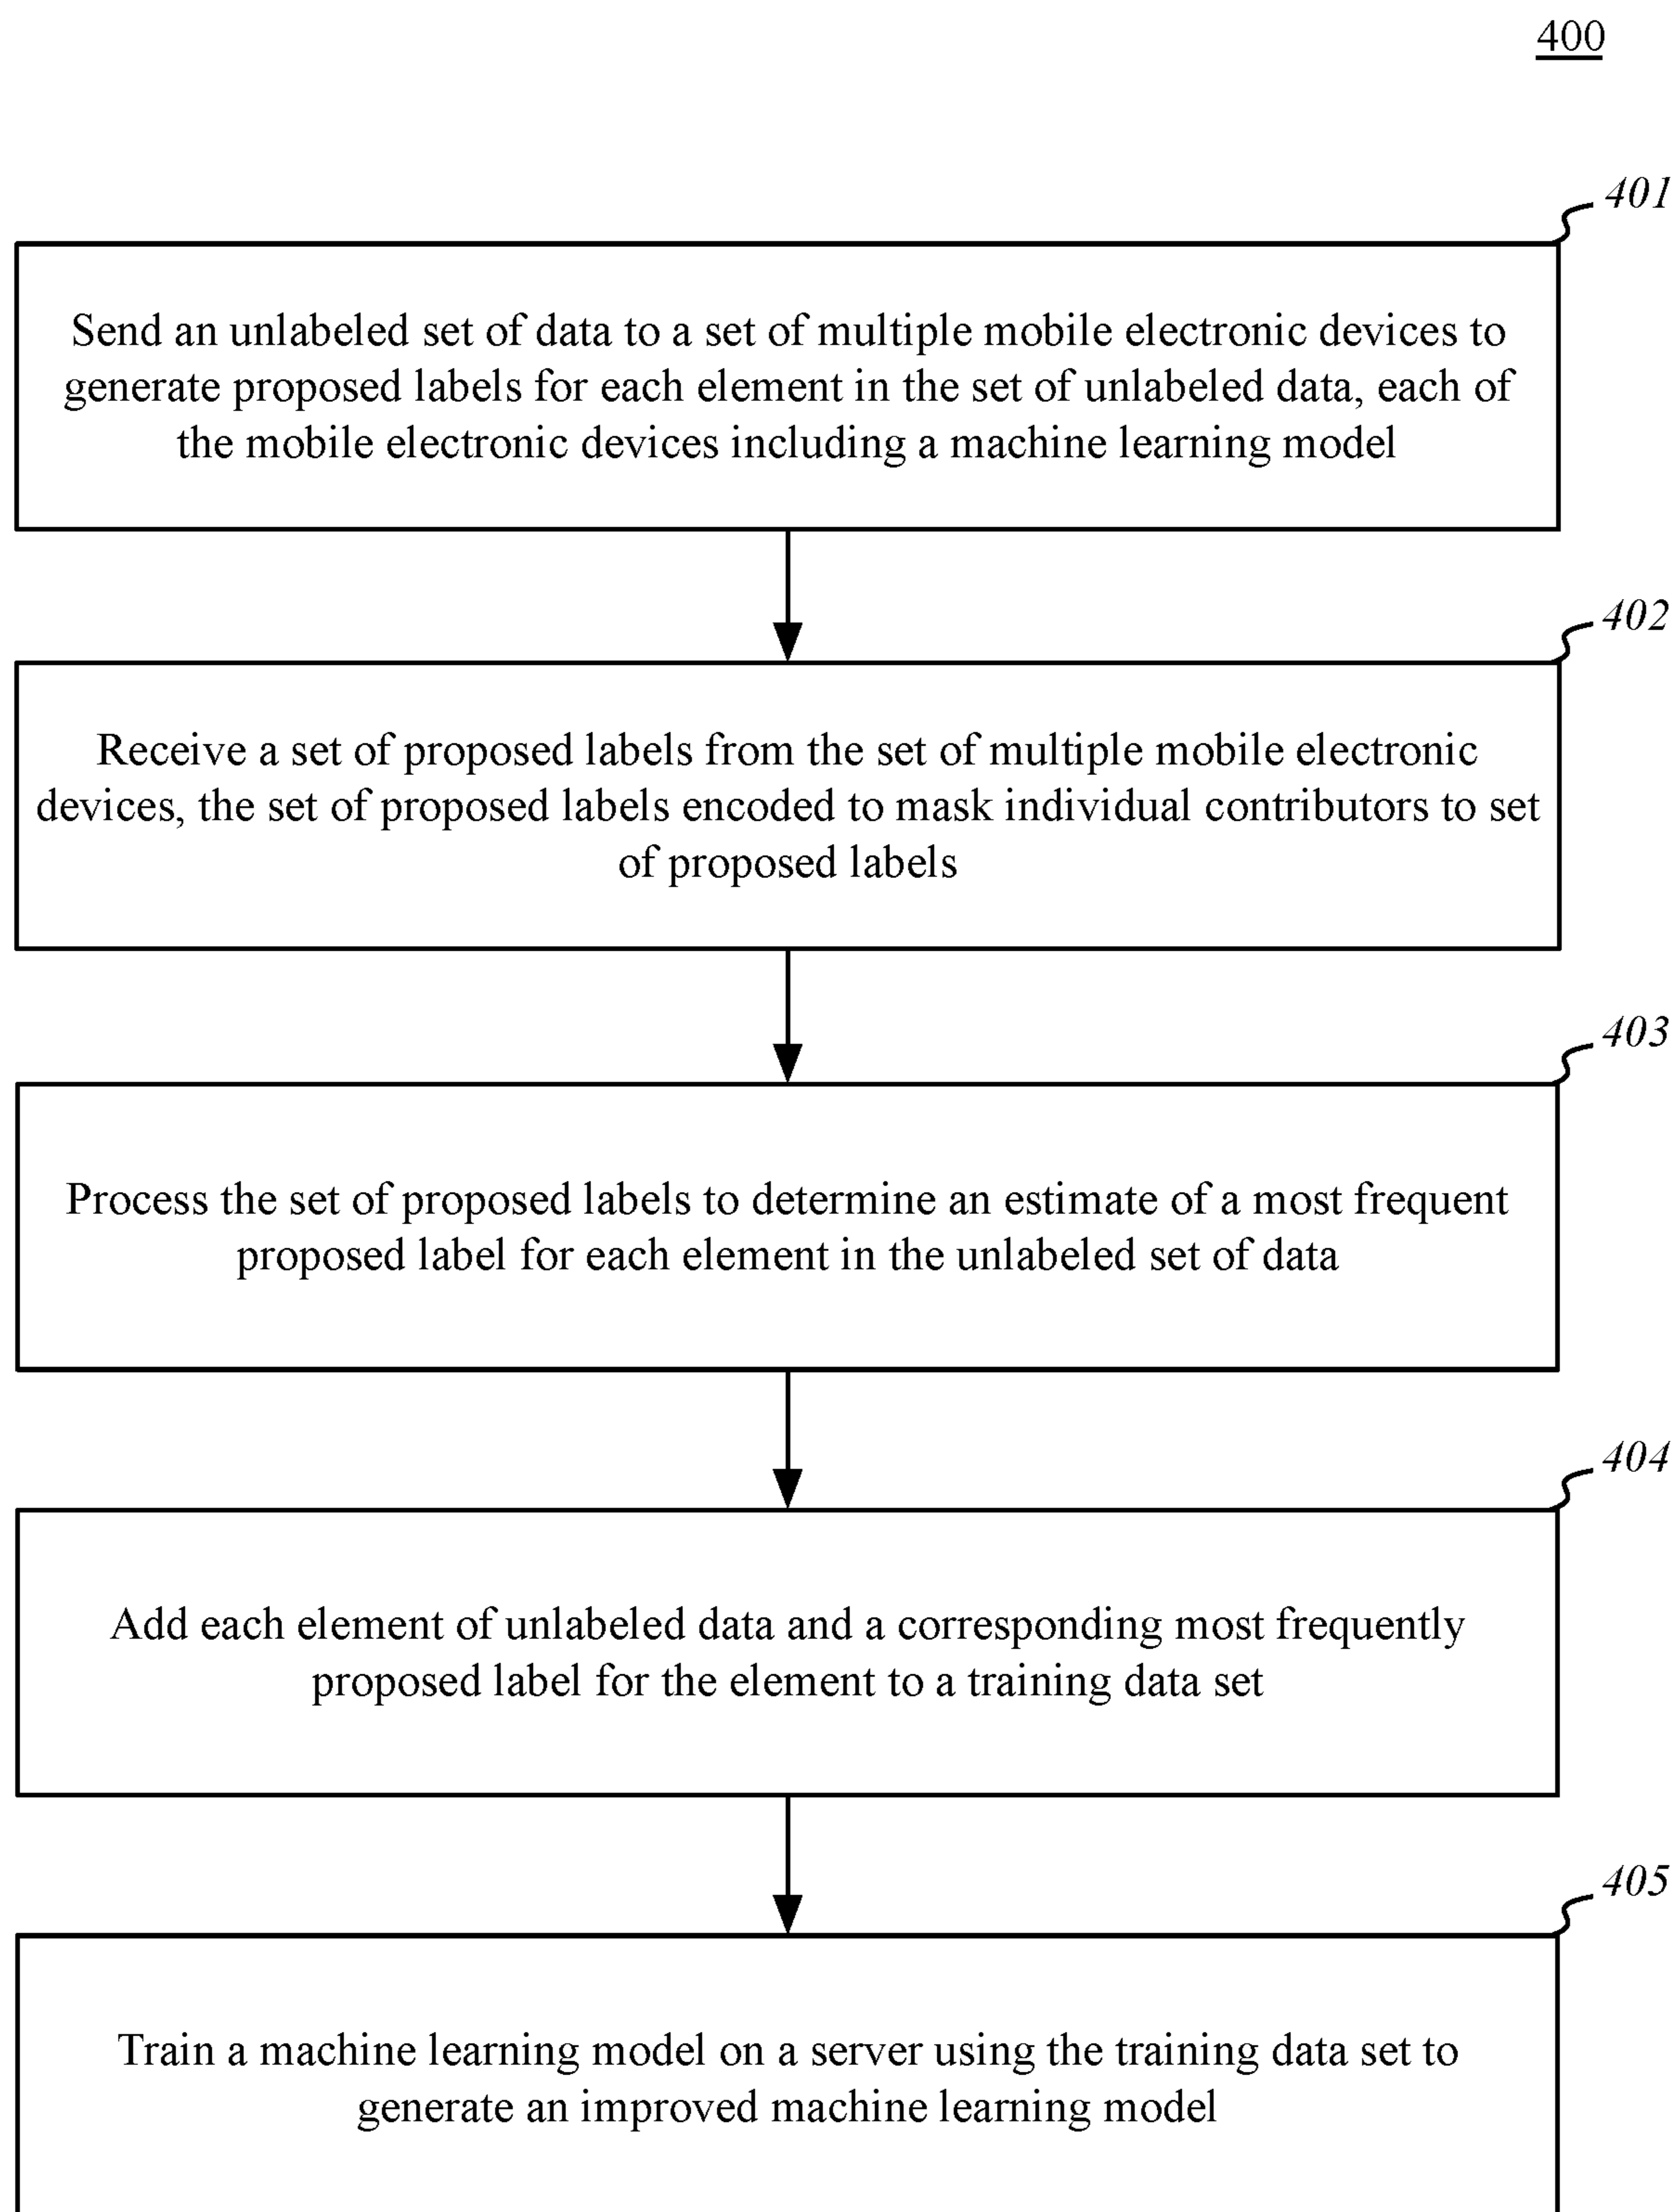 400
401
Send an unlabeled set of data to a set of multiple mobile electronic devices to
generate proposed labels for each element in the set of unlabeled data, each of
the mobile electronic devices including a machine learning model
402
Receive a set of proposed labels from the set of multiple mobile electronic
devices, the set of proposed labels encoded to mask individual contributors to set
of proposed labels
403
Process the set of proposed labels to determine an estimate of a most frequent
proposed label for each element in the unlabeled set of data
404
Add each element of unlabeled data and a corresponding most frequently
proposed label for the element to a training data set
405
Train a machine learning model on a server using the training data set to
generate an improved machine learning model